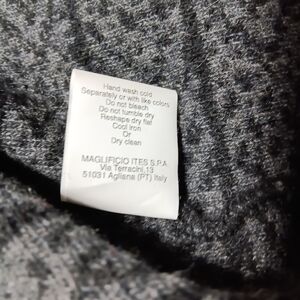 Hand wash cold
Separately or with like colors
Do not bleach
Do not tumble dry
Reshape dry flat
Cool iron
Or
Dry clean
MAGLIFICIO ITES S.P.A
Via Terracini,13
51031 Agliana (PT) Italy